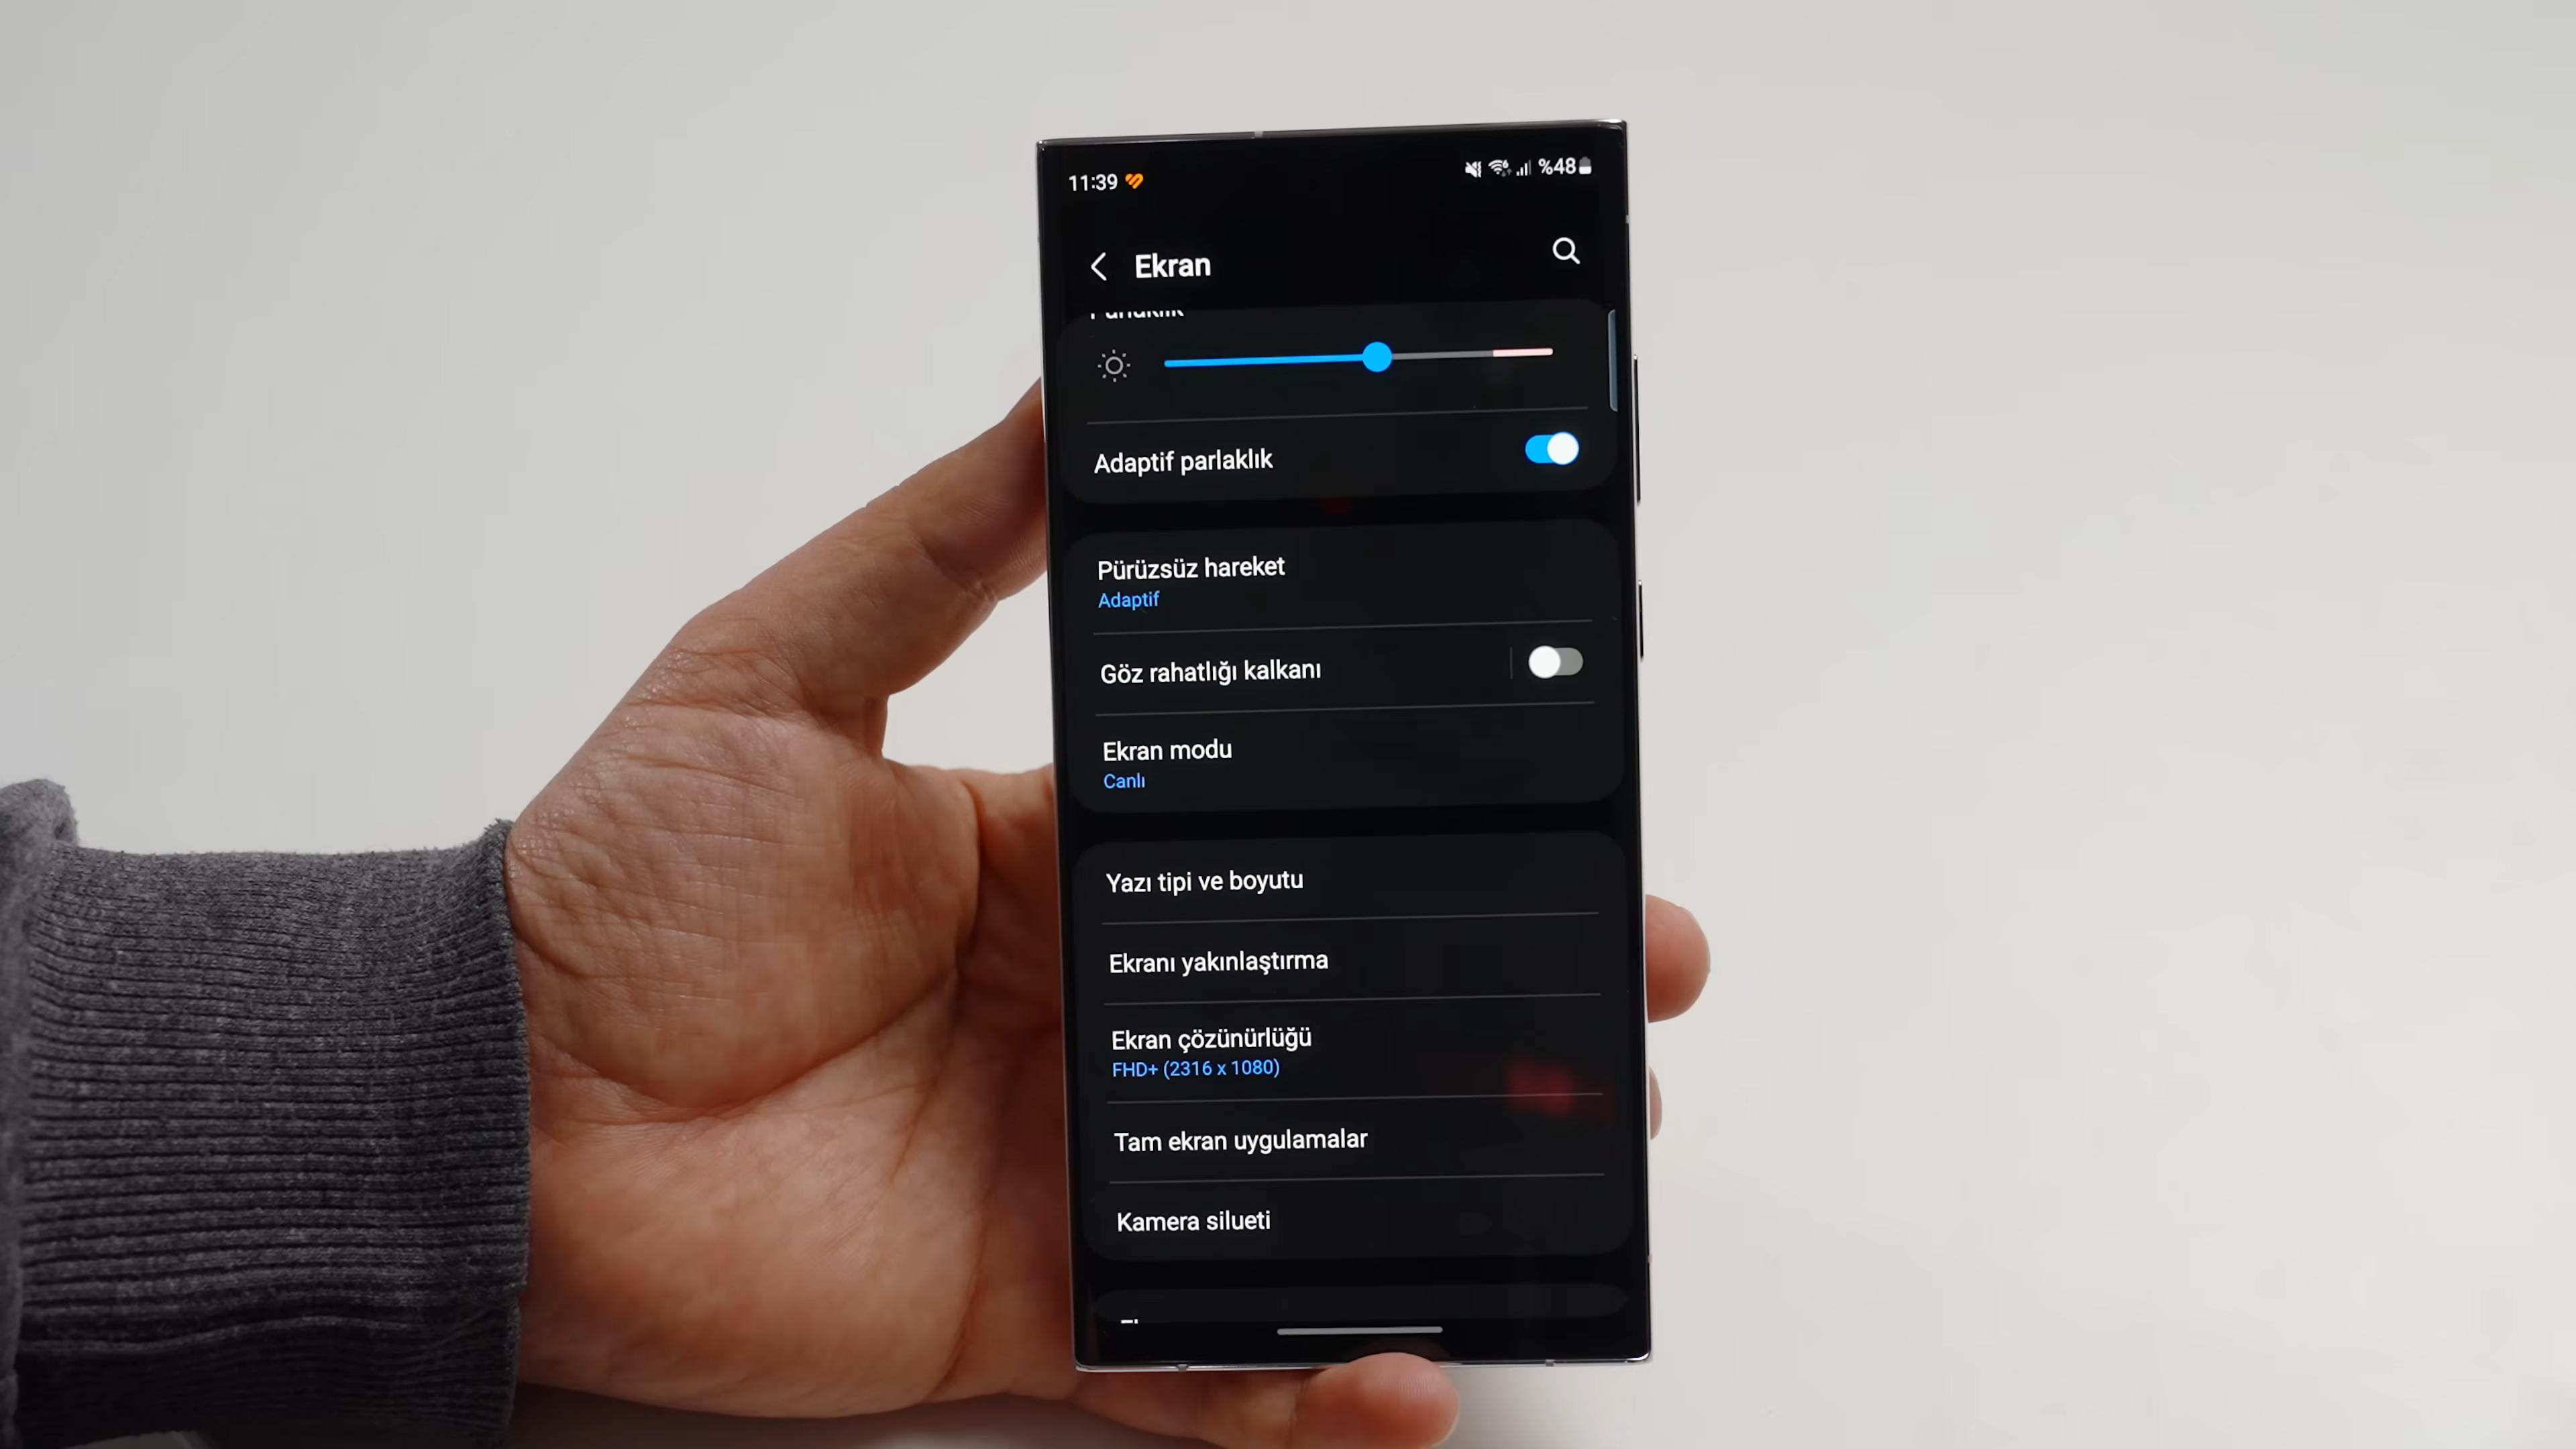 11:39
%48
Ekran
Adaptif parlaklık
Pürüzsüz hareket
Adaptif
Göz rahatlığı kalkanı
Ekran modu
Canlı
Yazı tipi ve boyutu
Ekranı yakınlaştırma
Ekran çözünürlüğü
FHD+ (2316 x 1080)
Tam ekran uygulamalar
Kamera silueti